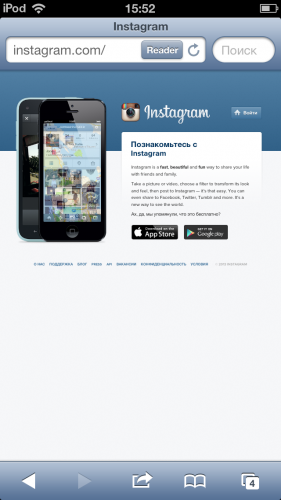 iPod 15:52
Instagram
instagram.com/ Reader Поиск
Instagram Войти
Познакомьтесь с
Instagram
Instagram is a fast, beautiful and fun way to share your life
with friends and family.
Take a picture or video, choose a filter to transform its look
and feel, then post to Instagram — it's that easy. You can
even share to Facebook, Twitter, Tumblr and more. It's a
new way to see the world.
Ах, да, мы упомянули, что это бесплатно?
Download on the
App Store
GET IT ON
Google play
О НАС ПОДДЕРЖКА БЛОГ PRESS API ВАКАНСИИ КОНФИДЕНЦИАЛЬНОСТЬ УСЛОВИЯ
4